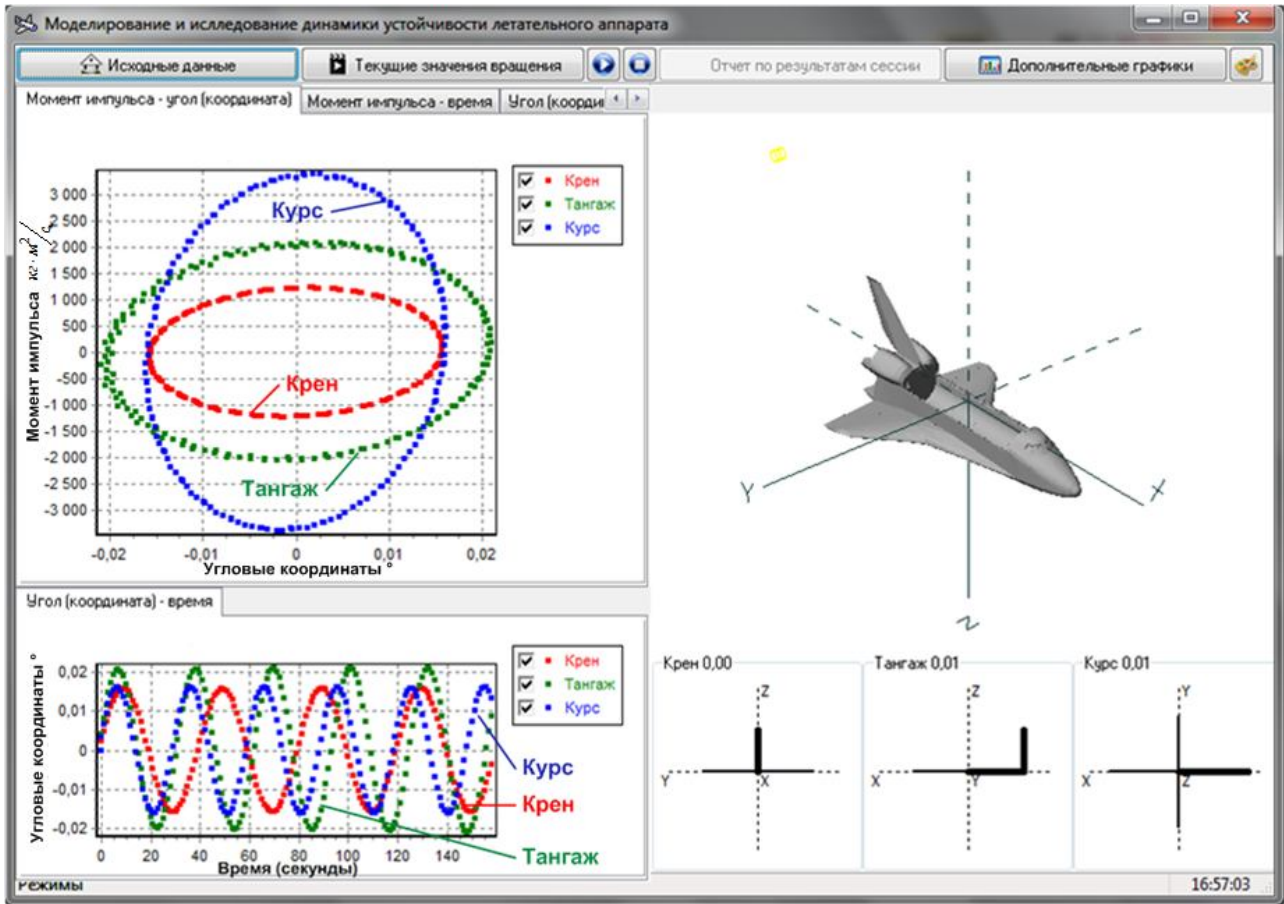 Моделирование и ислледование динамики устойчивости летательного аппарата
Исходные данные
Текущие значения вращения
Отчет по результатам сессии
Дополнительные графики
Момент импульса - угол (координата)
Момент импульса - время
Угол (координ
3 000
2 500
2 000
1 500
1 000
500
0
-500
-1 000
-1 500
-2 000
-2 500
-3 000
Момент импульса кг · м²/с
Курс
Крен
Тангаж
-0,02 -0,01 0 0,01 0,02
Угловые координаты °
Крен
Тангаж
Курс
Y
X
Z
Угол (координата) - время
Угловые координаты °
0,02
0,01
0
-0,01
-0,02
0 20 40 60 80 100 120 140
Время (секунды)
Крен
Тангаж
Курс
Курс
Крен
Тангаж
Крен 0,00
Z
Y
X
Тангаж 0,01
Z
X
Y
Курс 0,01
Y
X
Z
Режимы
16:57:03